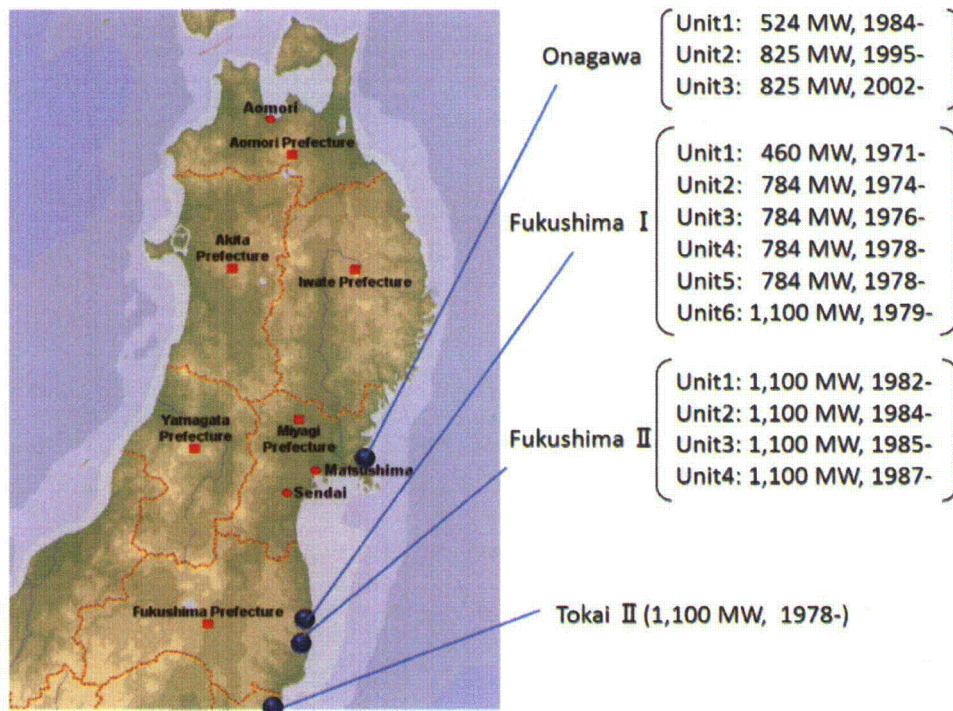 Aomori
Aomori Prefecture
Akita
Prefecture
Iwate Prefecture
Yamagata
Prefecture
Miyagi
Prefecture
Matsushima
Sendai
Fukushima Prefecture
Onagawa
Unit1: 524 MW, 1984-
Unit2: 825 MW, 1995-
Unit3: 825 MW, 2002-
Fukushima Ⅰ
Unit1: 460 MW, 1971-
Unit2: 784 MW, 1974-
Unit3: 784 MW, 1976-
Unit4: 784 MW, 1978-
Unit5: 784 MW, 1978-
Unit6: 1,100 MW, 1979-
Fukushima Ⅱ
Unit1: 1,100 MW, 1982-
Unit2: 1,100 MW, 1984-
Unit3: 1,100 MW, 1985-
Unit4: 1,100 MW, 1987-
Tokai Ⅱ (1,100 MW, 1978-)